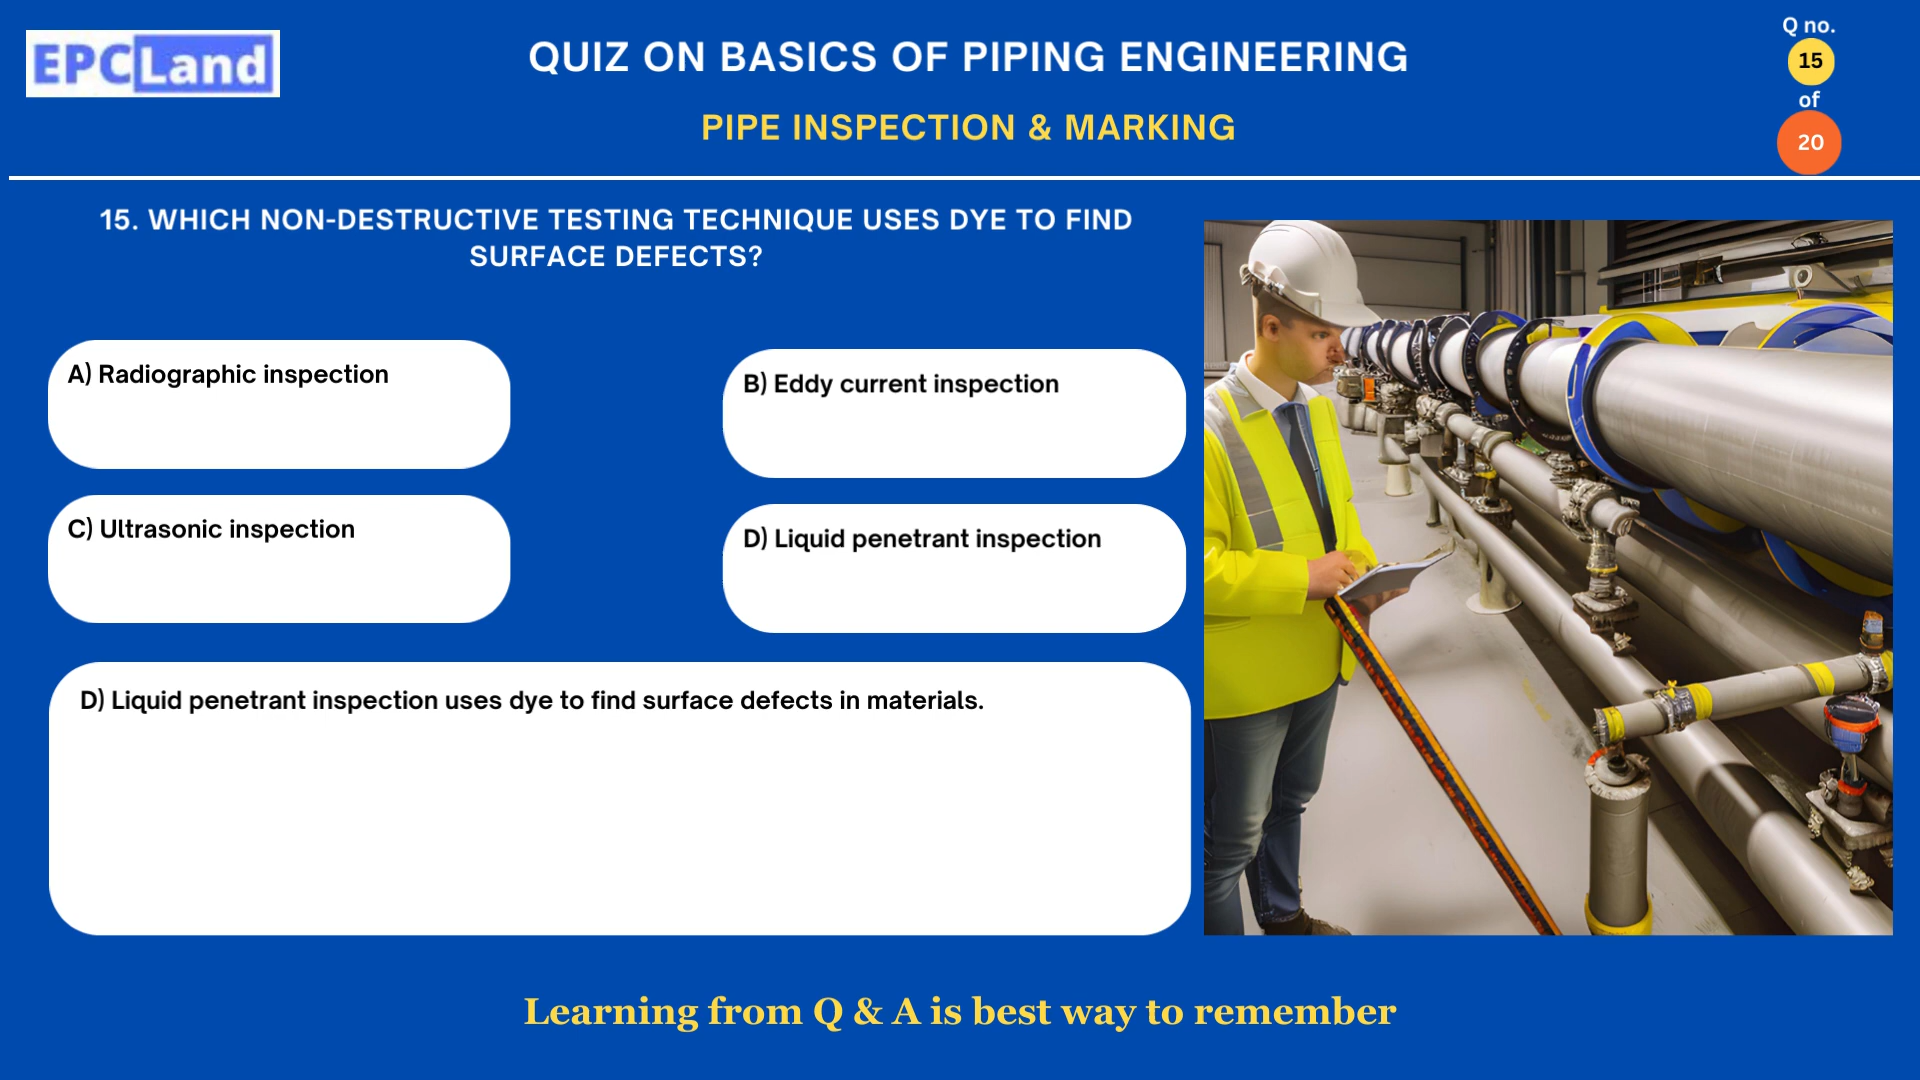 EPCLand
QUIZ ON BASICS OF PIPING ENGINEERING
PIPE INSPECTION & MARKING
Q no.
15
of
20
15. WHICH NON-DESTRUCTIVE TESTING TECHNIQUE USES DYE TO FIND
SURFACE DEFECTS?
A) Radiographic inspection
B) Eddy current inspection
C) Ultrasonic inspection
D) Liquid penetrant inspection
D) Liquid penetrant inspection uses dye to find surface defects in materials.
Learning from Q & A is best way to remember